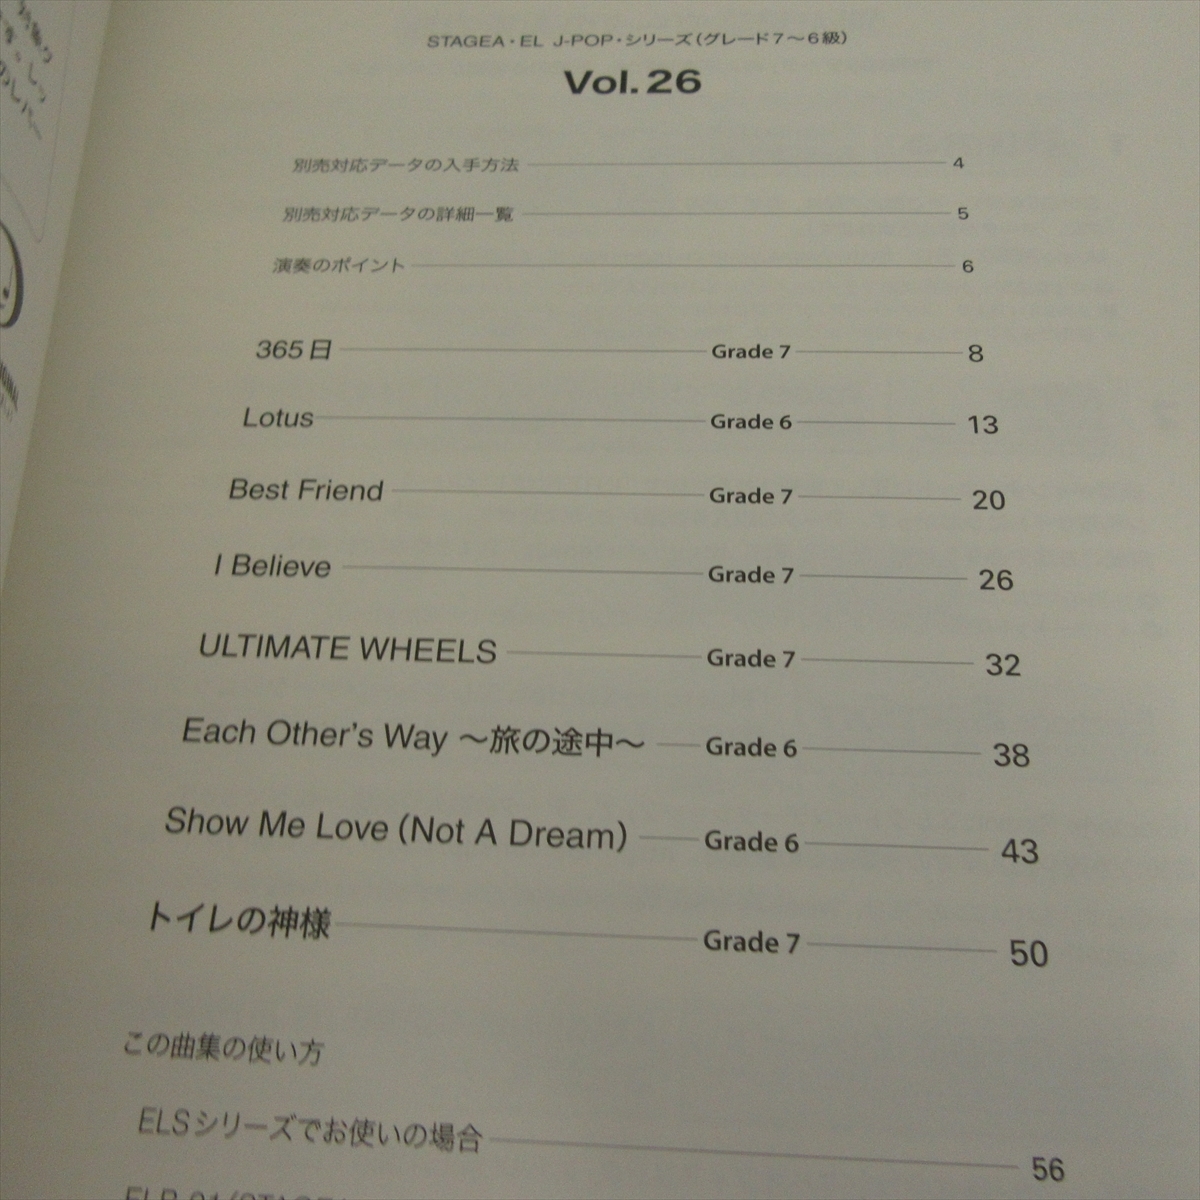 STAGEA・EL J-POP・シリーズ(グレード7〜6級)
Vol.26
別売対応データの入手方法 4
別売対応データの詳細一覧 5
演奏のポイント 6
365日 Grade 7 8
Lotus Grade 6 13
Best Friend Grade 7 20
I Believe Grade 7 26
ULTIMATE WHEELS Grade 7 32
Each Other's Way 〜旅の途中〜 Grade 6 38
Show Me Love (Not A Dream) Grade 6 43
トイレの神様 Grade 7 50
この曲集の使い方
ELSシリーズでお使いの場合 56